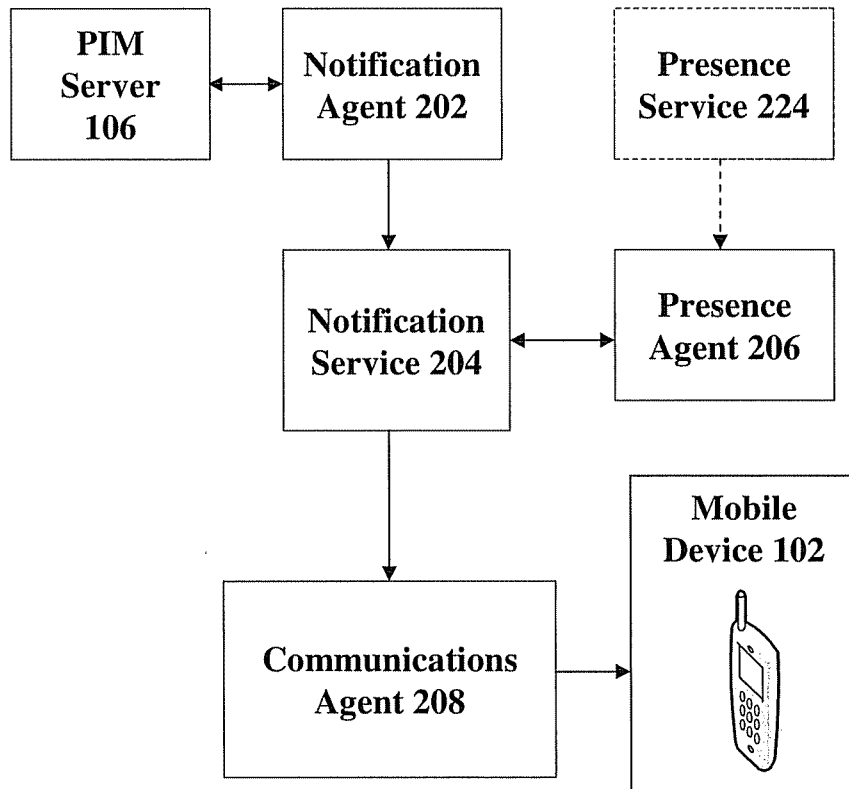 PIM
Server
106
Notification
Agent 202
Presence
Service 224
Notification
Service 204
Presence
Agent 206
Mobile
Device 102
Communications
Agent 208